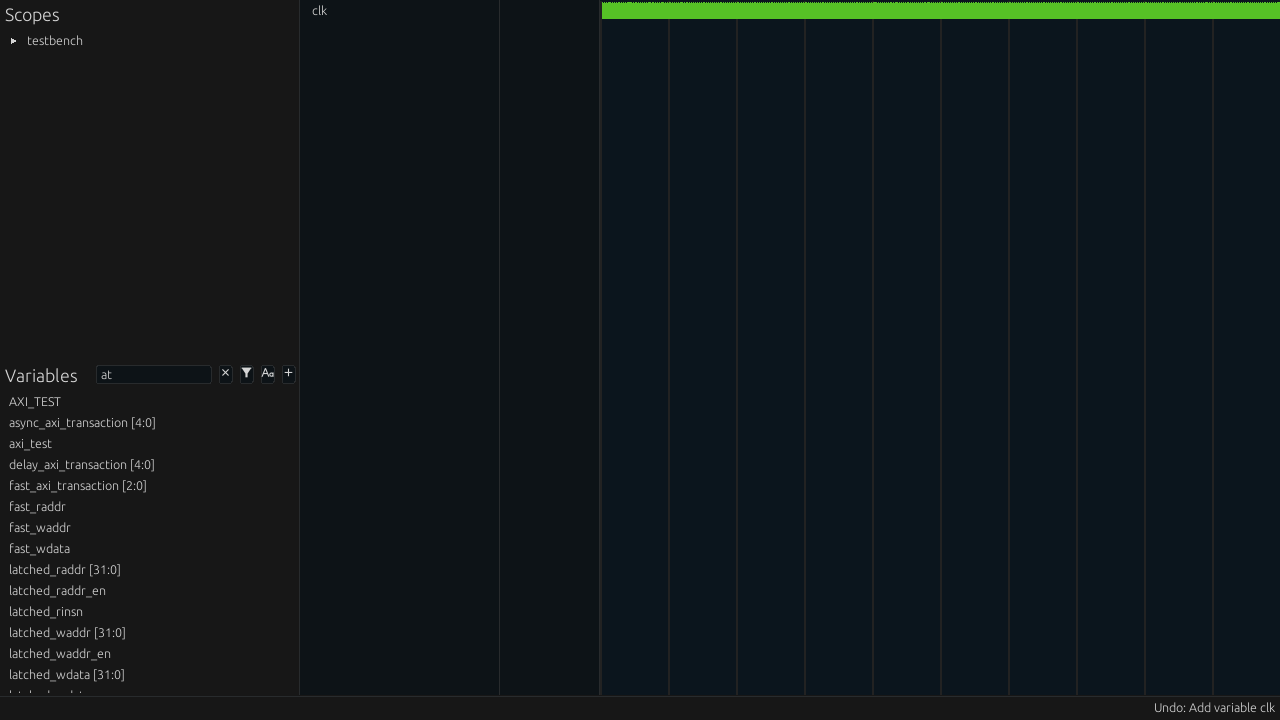 Scopes
testbench
clk
Variables
at
AXI_TEST
async_axi_transaction [4:0]
axi_test
delay_axi_transaction [4:0]
fast_axi_transaction [2:0]
fast_raddr
fast_waddr
fast_wdata
latched_raddr [31:0]
latched_raddr_en
latched_rinsn
latched_waddr [31:0]
latched_waddr_en
latched_wdata [31:0]
Undo: Add variable clk